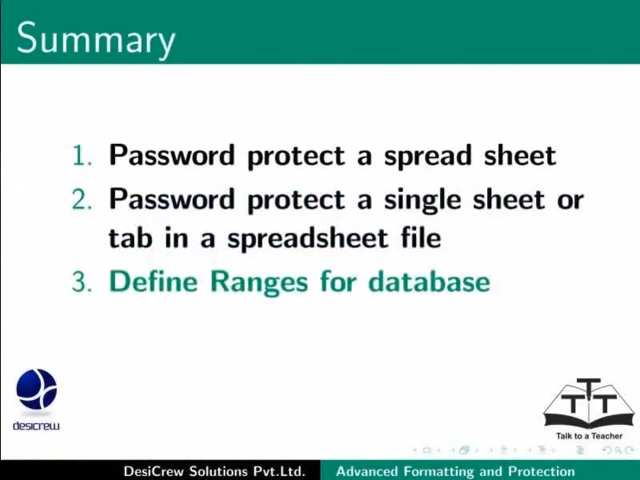 Summary
1. Password protect a spread sheet
2. Password protect a single sheet or
tab in a spreadsheet file
3. Define Ranges for database
desicrew
TTT
Talk to a Teacher
DesiCrew Solutions Pvt.Ltd. Advanced Formatting and Protection